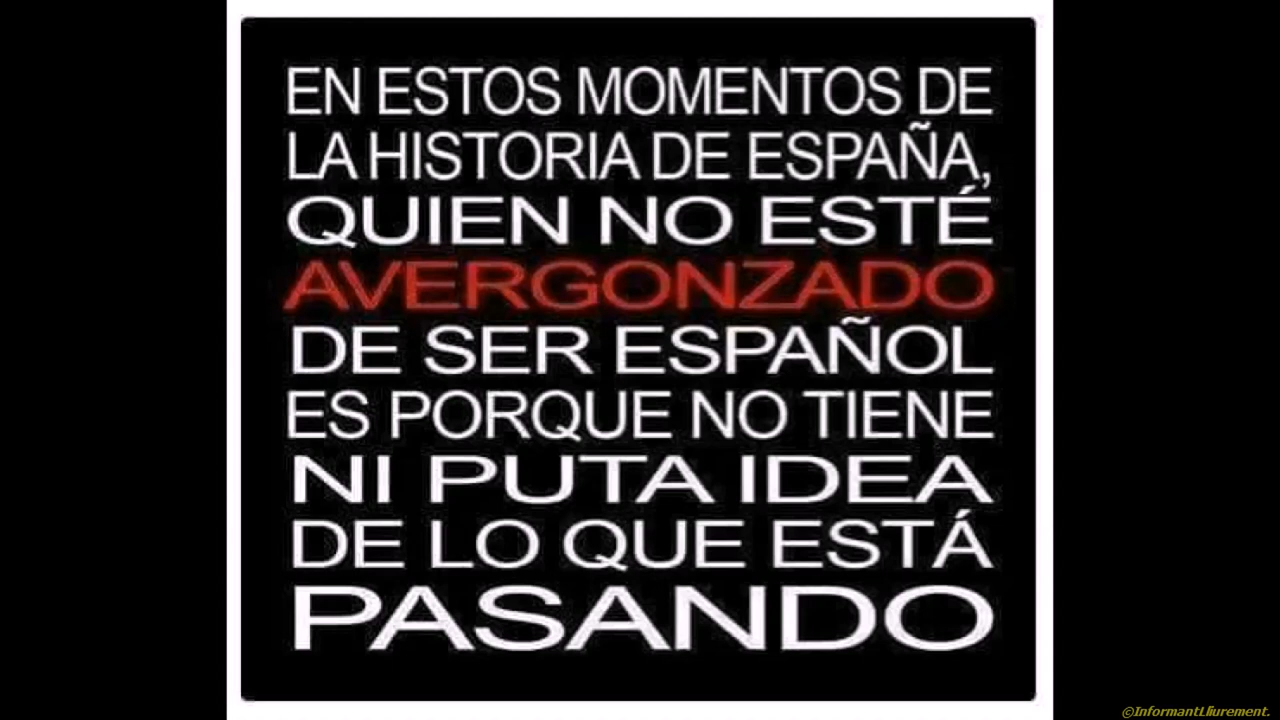 EN ESTOS MOMENTOS DE
LA HISTORIA DE ESPAÑA,
QUIEN NO ESTÉ
AVERGONZADO
DE SER ESPAÑOL
ES PORQUE NO TIENE
NI PUTA IDEA
DE LO QUE ESTÁ
PASANDO
©InformantLliurement.